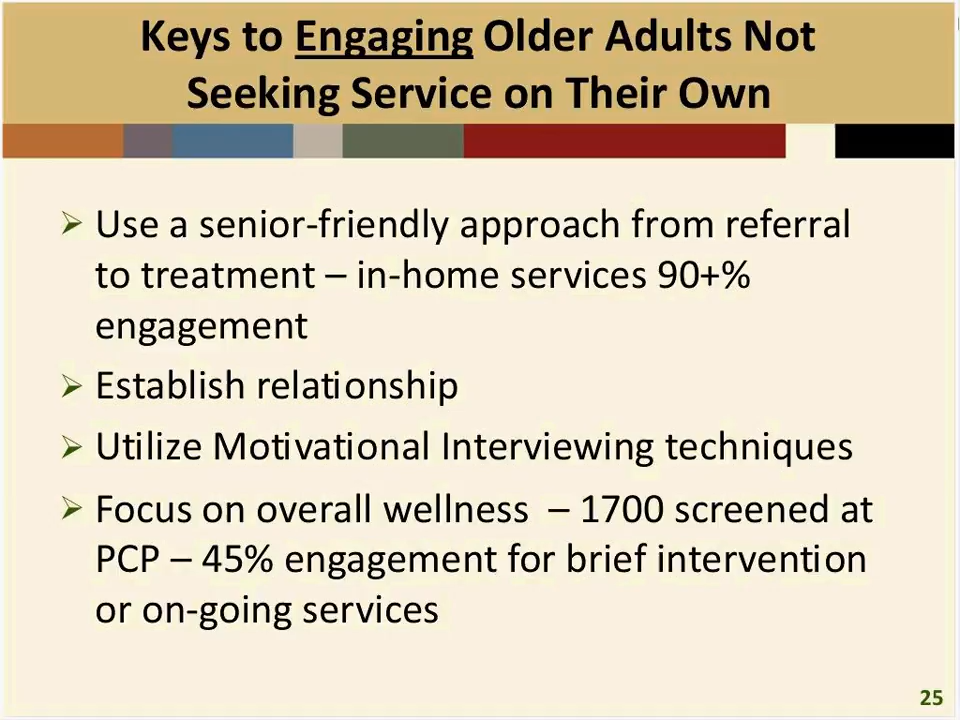 Keys to Engaging Older Adults Not
Seeking Service on Their Own
➢ Use a senior-friendly approach from referral
to treatment – in-home services 90+%
engagement
➢ Establish relationship
➢ Utilize Motivational Interviewing techniques
➢ Focus on overall wellness – 1700 screened at
PCP – 45% engagement for brief intervention
or on-going services
25